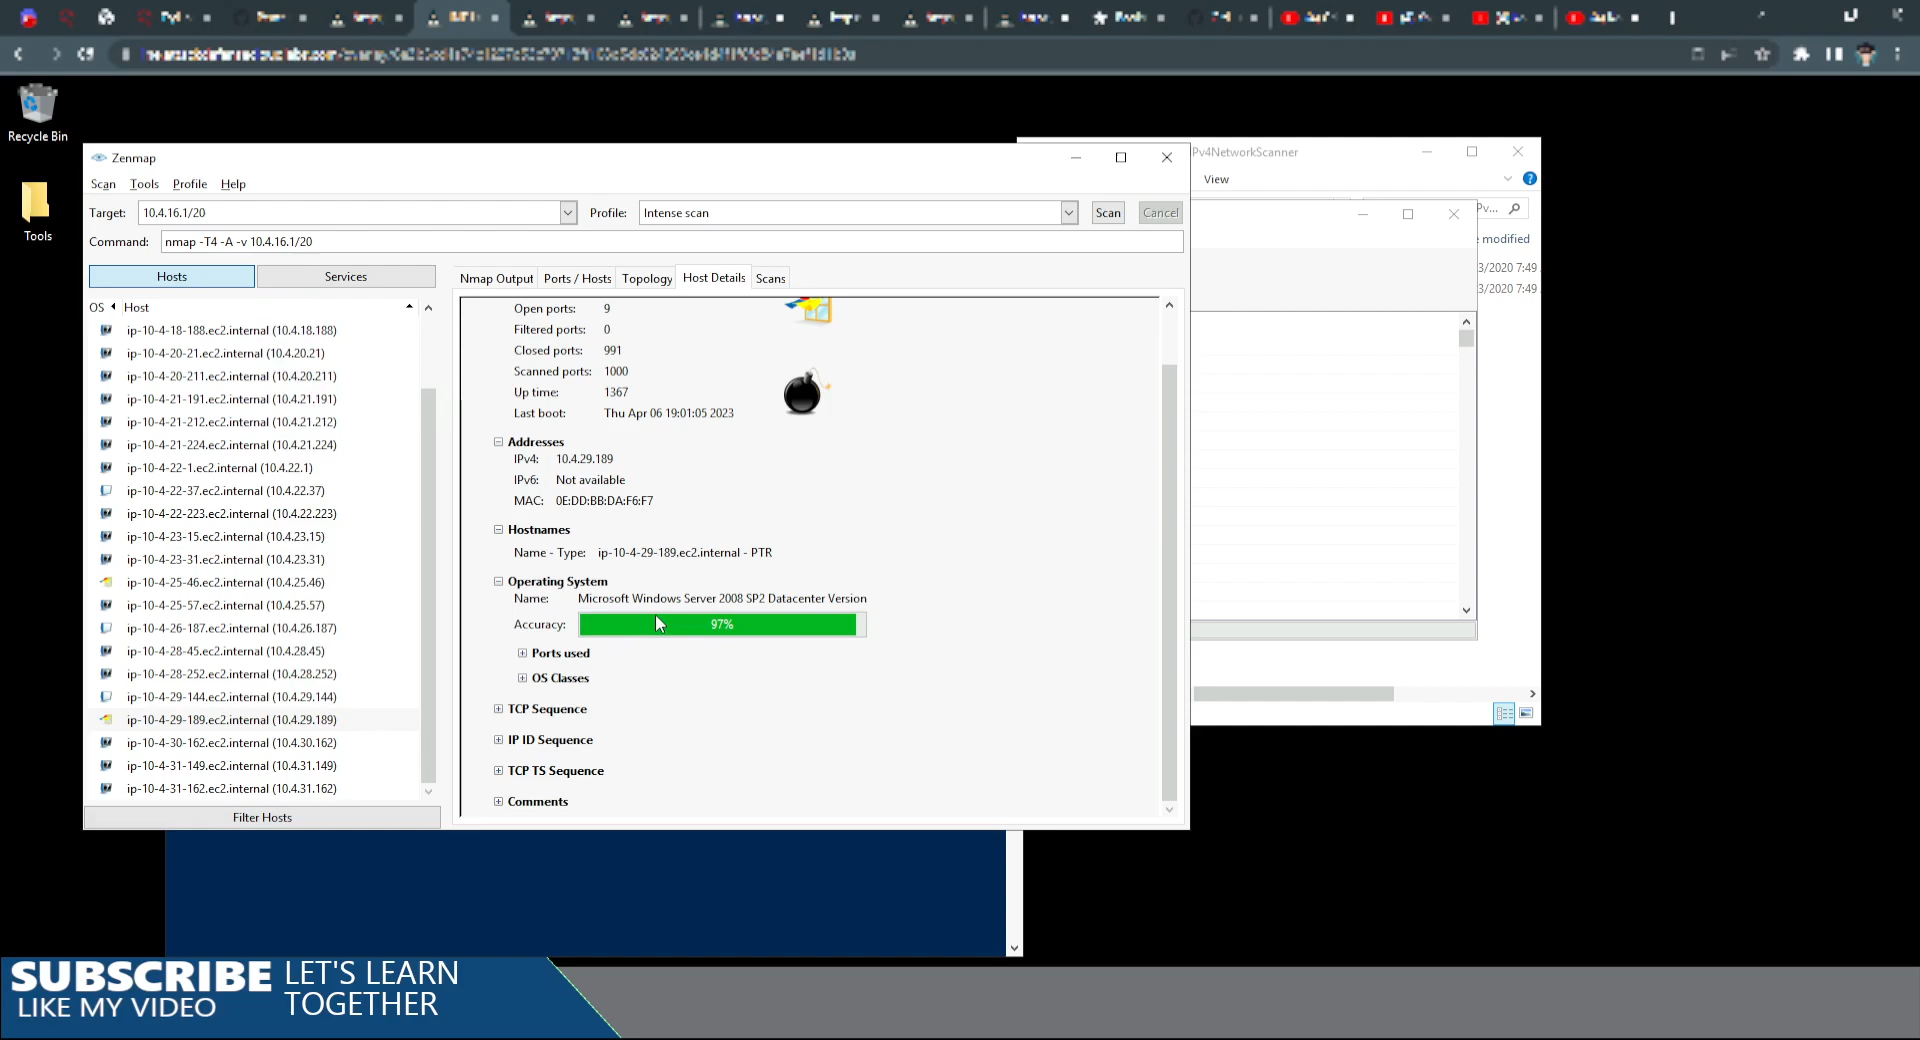 Recycle Bin
Tools
Zenmap
Scan Tools Profile Help
Target: 10.4.16.1/20 Profile: Intense scan Scan Cancel
Command: nmap -T4 -A -v 10.4.16.1/20
Hosts Services
OS Host
ip-10-4-18-188.ec2.internal (10.4.18.188)
ip-10-4-20-21.ec2.internal (10.4.20.21)
ip-10-4-20-211.ec2.internal (10.4.20.211)
ip-10-4-21-191.ec2.internal (10.4.21.191)
ip-10-4-21-212.ec2.internal (10.4.21.212)
ip-10-4-21-224.ec2.internal (10.4.21.224)
ip-10-4-22-1.ec2.internal (10.4.22.1)
ip-10-4-22-37.ec2.internal (10.4.22.37)
ip-10-4-22-223.ec2.internal (10.4.22.223)
ip-10-4-23-15.ec2.internal (10.4.23.15)
ip-10-4-23-31.ec2.internal (10.4.23.31)
ip-10-4-25-46.ec2.internal (10.4.25.46)
ip-10-4-25-57.ec2.internal (10.4.25.57)
ip-10-4-26-187.ec2.internal (10.4.26.187)
ip-10-4-28-45.ec2.internal (10.4.28.45)
ip-10-4-28-252.ec2.internal (10.4.28.252)
ip-10-4-29-144.ec2.internal (10.4.29.144)
ip-10-4-29-189.ec2.internal (10.4.29.189)
ip-10-4-30-162.ec2.internal (10.4.30.162)
ip-10-4-31-149.ec2.internal (10.4.31.149)
ip-10-4-31-162.ec2.internal (10.4.31.162)
Filter Hosts
Nmap Output Ports / Hosts Topology Host Details Scans
Open ports: 9
Filtered ports: 0
Closed ports: 991
Scanned ports: 1000
Up time: 1367
Last boot: Thu Apr 06 19:01:05 2023
Addresses
IPv4: 10.4.29.189
IPv6: Not available
MAC: 0E:DD:BB:DA:F6:F7
Hostnames
Name - Type: ip-10-4-29-189.ec2.internal - PTR
Operating System
Name: Microsoft Windows Server 2008 SP2 Datacenter Version
Accuracy: 97%
Ports used
OS Classes
TCP Sequence
IP ID Sequence
TCP TS Sequence
Comments
Pv4NetworkScanner
View
Pv...
modified
3/2020 7:49
3/2020 7:49
SUBSCRIBE
LIKE MY VIDEO
LET'S LEARN
TOGETHER